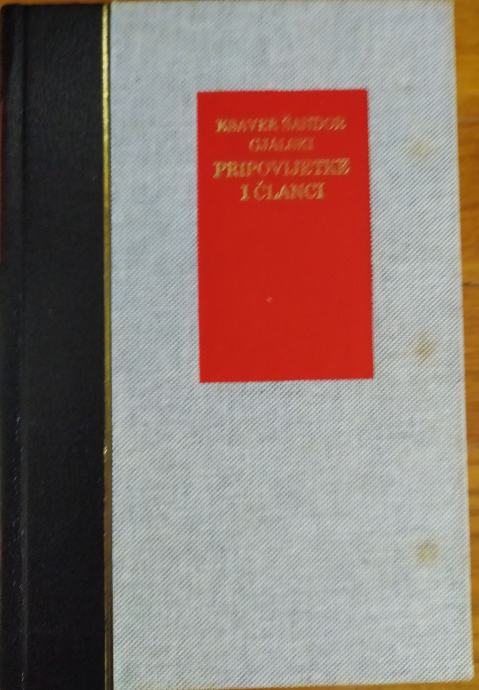 KSAVER ŠANDOR
GJALSKI
PRIPOVIJETKE
I ČLANCI